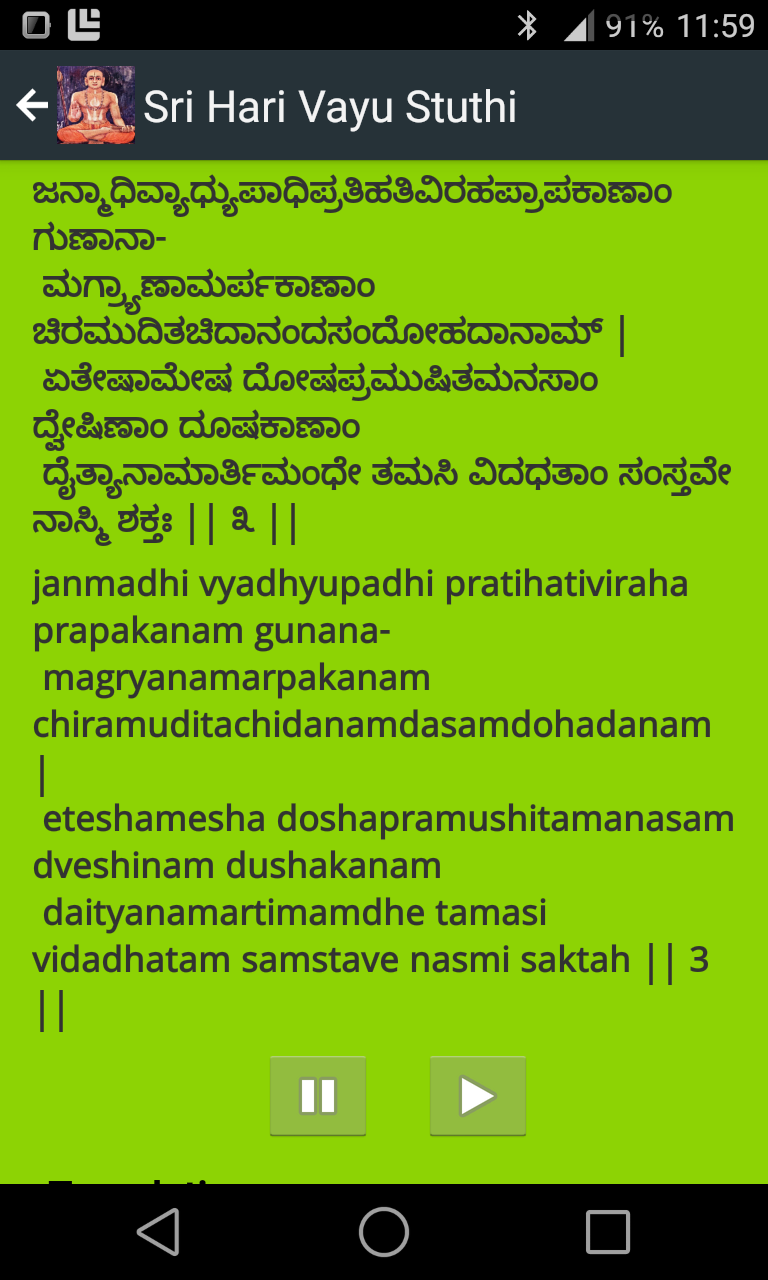 91% 11:59
Sri Hari Vayu Stuthi
ಜನ್ಮಾಧಿವ್ಯಾಧ್ಯುಪಾಧಿಪ್ರತಿಹತಿವಿರಹಪ್ರಾಪಕಾಣಾಂ
ಗುಣಾನಾ-
ಮಗ್ರ್ಯಾಣಾಮರ್ಪಕಾಣಾಂ
ಚಿರಮುದಿತಚಿದಾನಂದಸಂದೋಹದಾನಾಮ್ |
ಏತೇಷಾಮೇಷ ದೋಷಪ್ರಮುಷಿತಮನಸಾಂ
ದ್ವೇಷಿಣಾಂ ದೂಷಕಾಣಾಂ
ದೈತ್ಯಾನಾಮಾರ್ತಿಮಂಧೇ ತಮಸಿ ವಿದಧತಾಂ ಸಂಸ್ತವೇ
ನಾಸ್ಮಿ ಶಕ್ತಃ || ೩ ||
janmadhi vyadhyupadhi pratihativiraha
prapakanam gunana-
magryanamarpakanam
chiramuditachidanamdasamdohadanam
|
eteshamesha doshapramushitamanasam
dveshinam dushakanam
daityanamartimamdhe tamasi
vidadhatam samstave nasmi saktah || 3
||